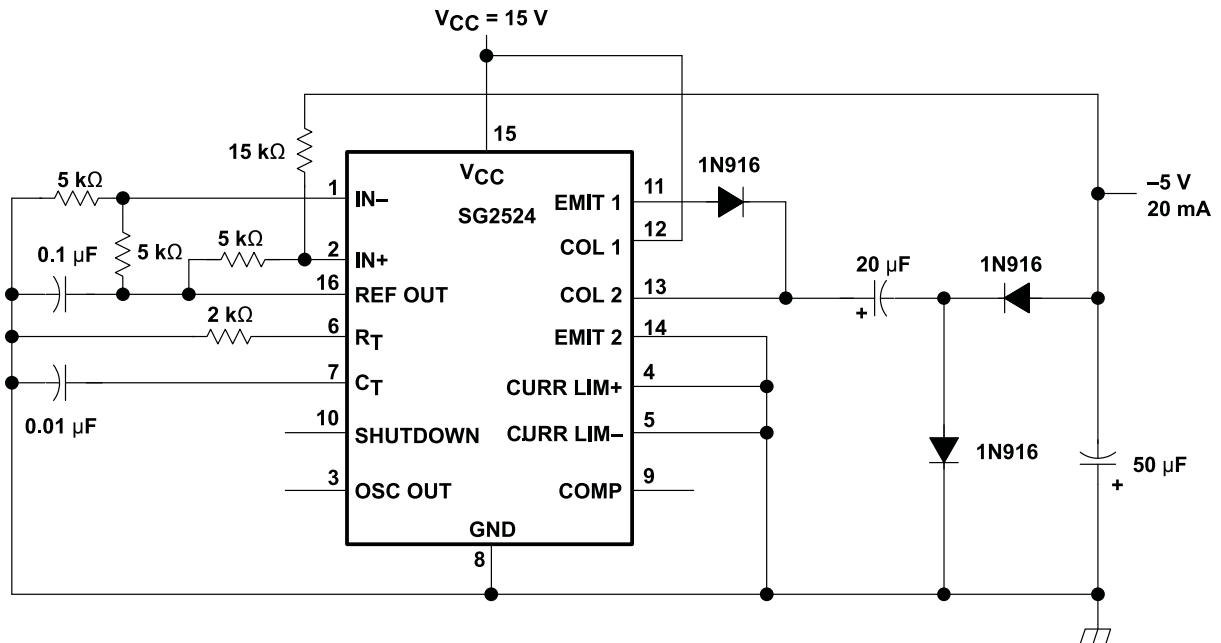 VCC = 15 V
15
15 kΩ
VCC
SG2524
5 kΩ
1
IN–
EMIT 1
11
1N916
5 kΩ
5 kΩ
2
IN+
COL 1
12
–5 V
20 mA
0.1 µF
16
REF OUT
COL 2
13
20 µF
+
1N916
2 kΩ
6
RT
EMIT 2
14
7
CT
CURR LIM+
4
0.01 µF
10
SHUTDOWN
CURR LIM–
5
1N916
50 µF
+
3
OSC OUT
COMP
9
GND
8